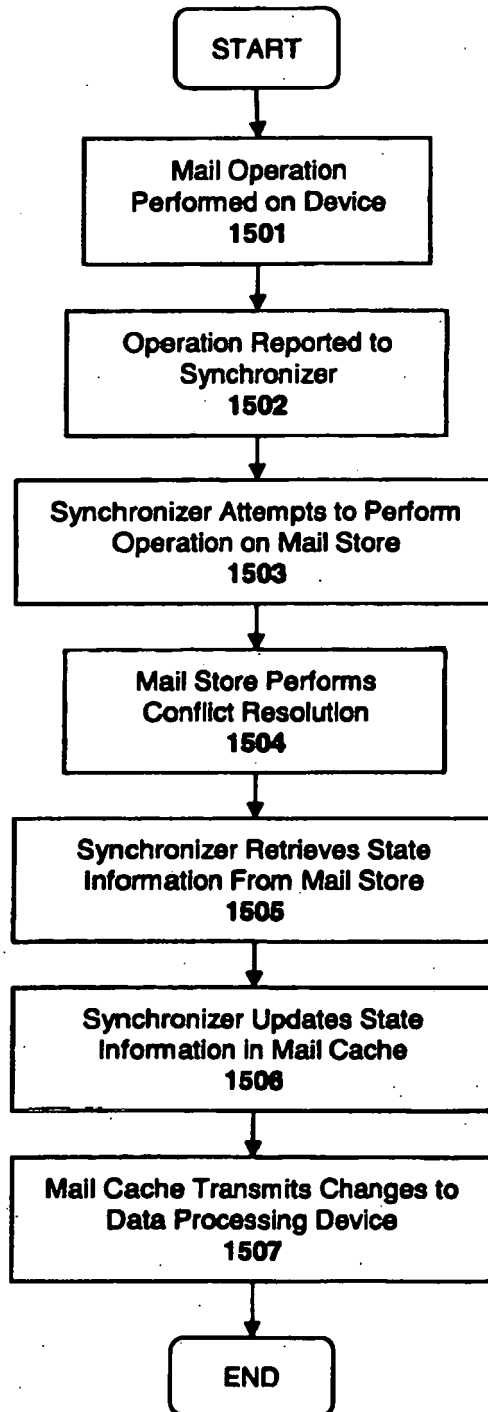 START
Mail Operation
Performed on Device
1501
Operation Reported to
Synchronizer
1502
Synchronizer Attempts to Perform
Operation on Mail Store
1503
Mail Store Performs
Conflict Resolution
1504
Synchronizer Retrieves State
Information From Mail Store
1505
Synchronizer Updates State
Information in Mail Cache
1506
Mail Cache Transmits Changes to
Data Processing Device
1507
END